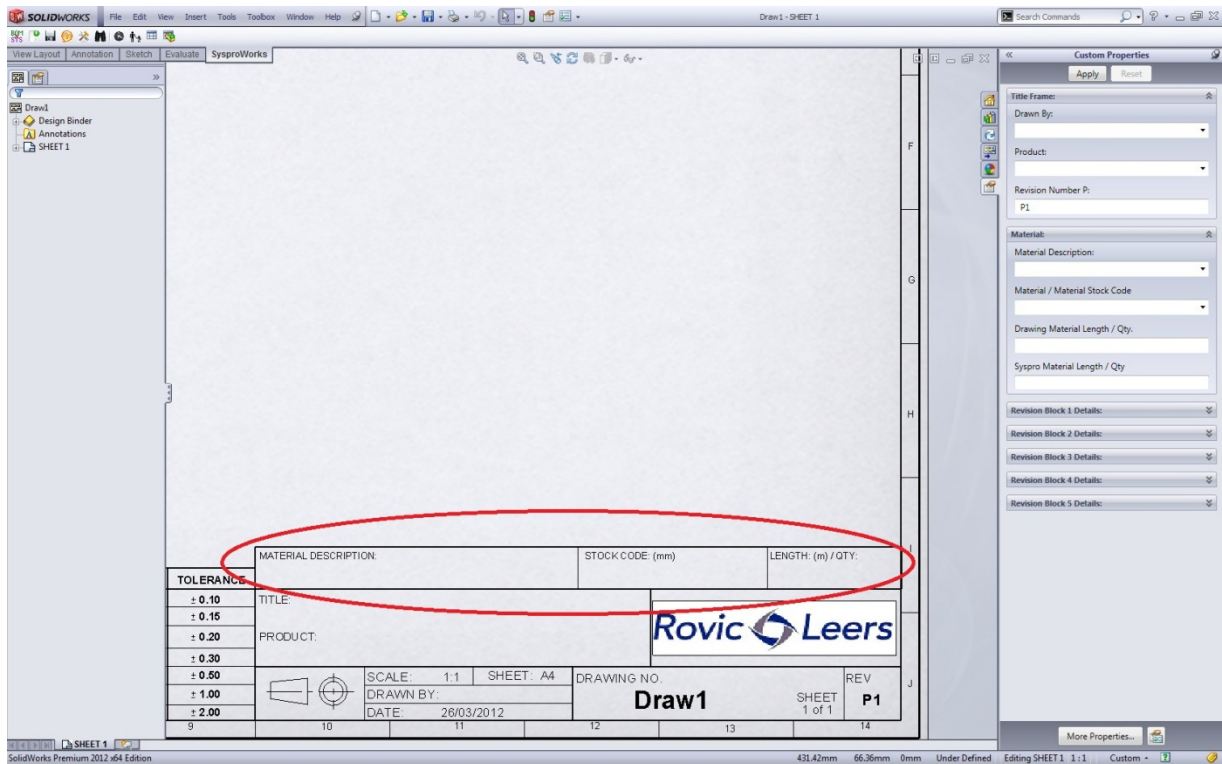 SOLIDWORKS File Edit View Insert Tools Toolbox Window Help Draw1 - SHEET 1 Search Commands
View Layout Annotation Sketch Evaluate SysproWorks
Draw1
Design Binder
Annotations
SHEET 1
Custom Properties
Apply Reset
Title Frame:
Drawn By:
Product:
Revision Number P:
P1
Material:
Material Description:
Material / Material Stock Code
Drawing Material Length / Qty.
Syspro Material Length / Qty
Revision Block 1 Details:
Revision Block 2 Details:
Revision Block 3 Details:
Revision Block 4 Details:
Revision Block 5 Details:
More Properties...
F
G
H
I
J
MATERIAL DESCRIPTION: STOCK CODE: (mm) LENGTH: (m) / QTY:
TOLERANCE
± 0.10
± 0.15
± 0.20
± 0.30
± 0.50
± 1.00
± 2.00
TITLE:
PRODUCT:
Rovic Leers
SCALE: 1:1 SHEET: A4
DRAWN BY:
DATE: 26/03/2012
DRAWING NO.
Draw1
SHEET
1 of 1
REV
P1
9 10 11 12 13 14
SHEET 1
SolidWorks Premium 2012 x64 Edition 431.42mm 66.36mm 0mm Under Defined Editing SHEET 1 1 : 1 Custom